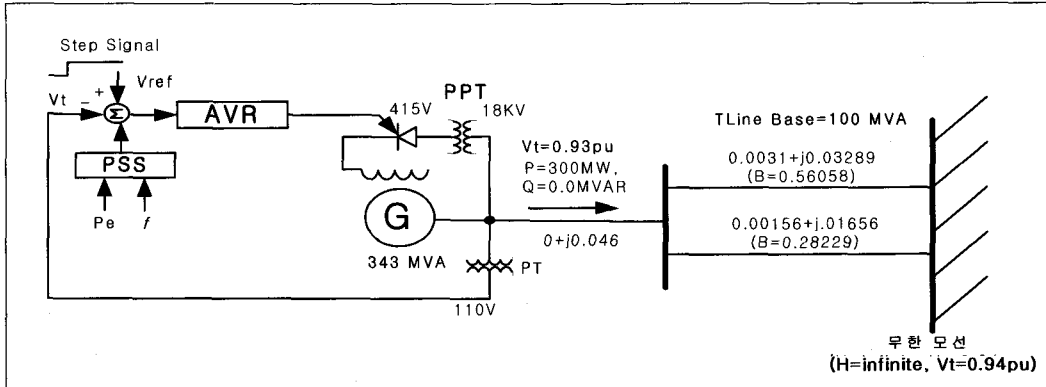 Step Signal
Vref
Vt
+
-
Σ
AVR
PSS
Pe
f
415V
PPT
18KV
G
343 MVA
PT
110V
Vt=0.93pu
P=300MW,
Q=0.0MVAR
0+j0.046
TLine Base=100 MVA
0.0031+j0.03289
(B=0.56058)
0.00156+j.01656
(B=0.28229)
무한 모선
(H=infinite, Vt=0.94pu)